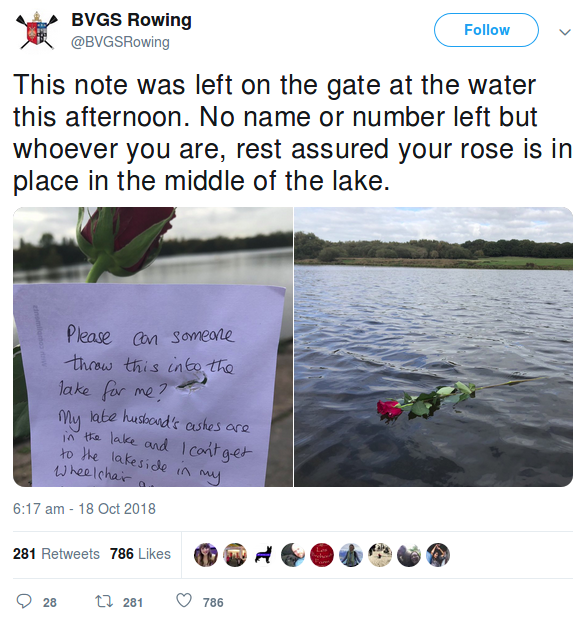 BVGS Rowing
@BVGSRowing
Follow
This note was left on the gate at the water
this afternoon. No name or number left but
whoever you are, rest assured your rose is in
place in the middle of the lake.
Please can someone
throw this into the
lake for me?
My late husband's ashes are
in the lake and I can't get
to the lakeside in my
Wheelchair
6:17 am - 18 Oct 2018
281 Retweets 786 Likes
28 281 786